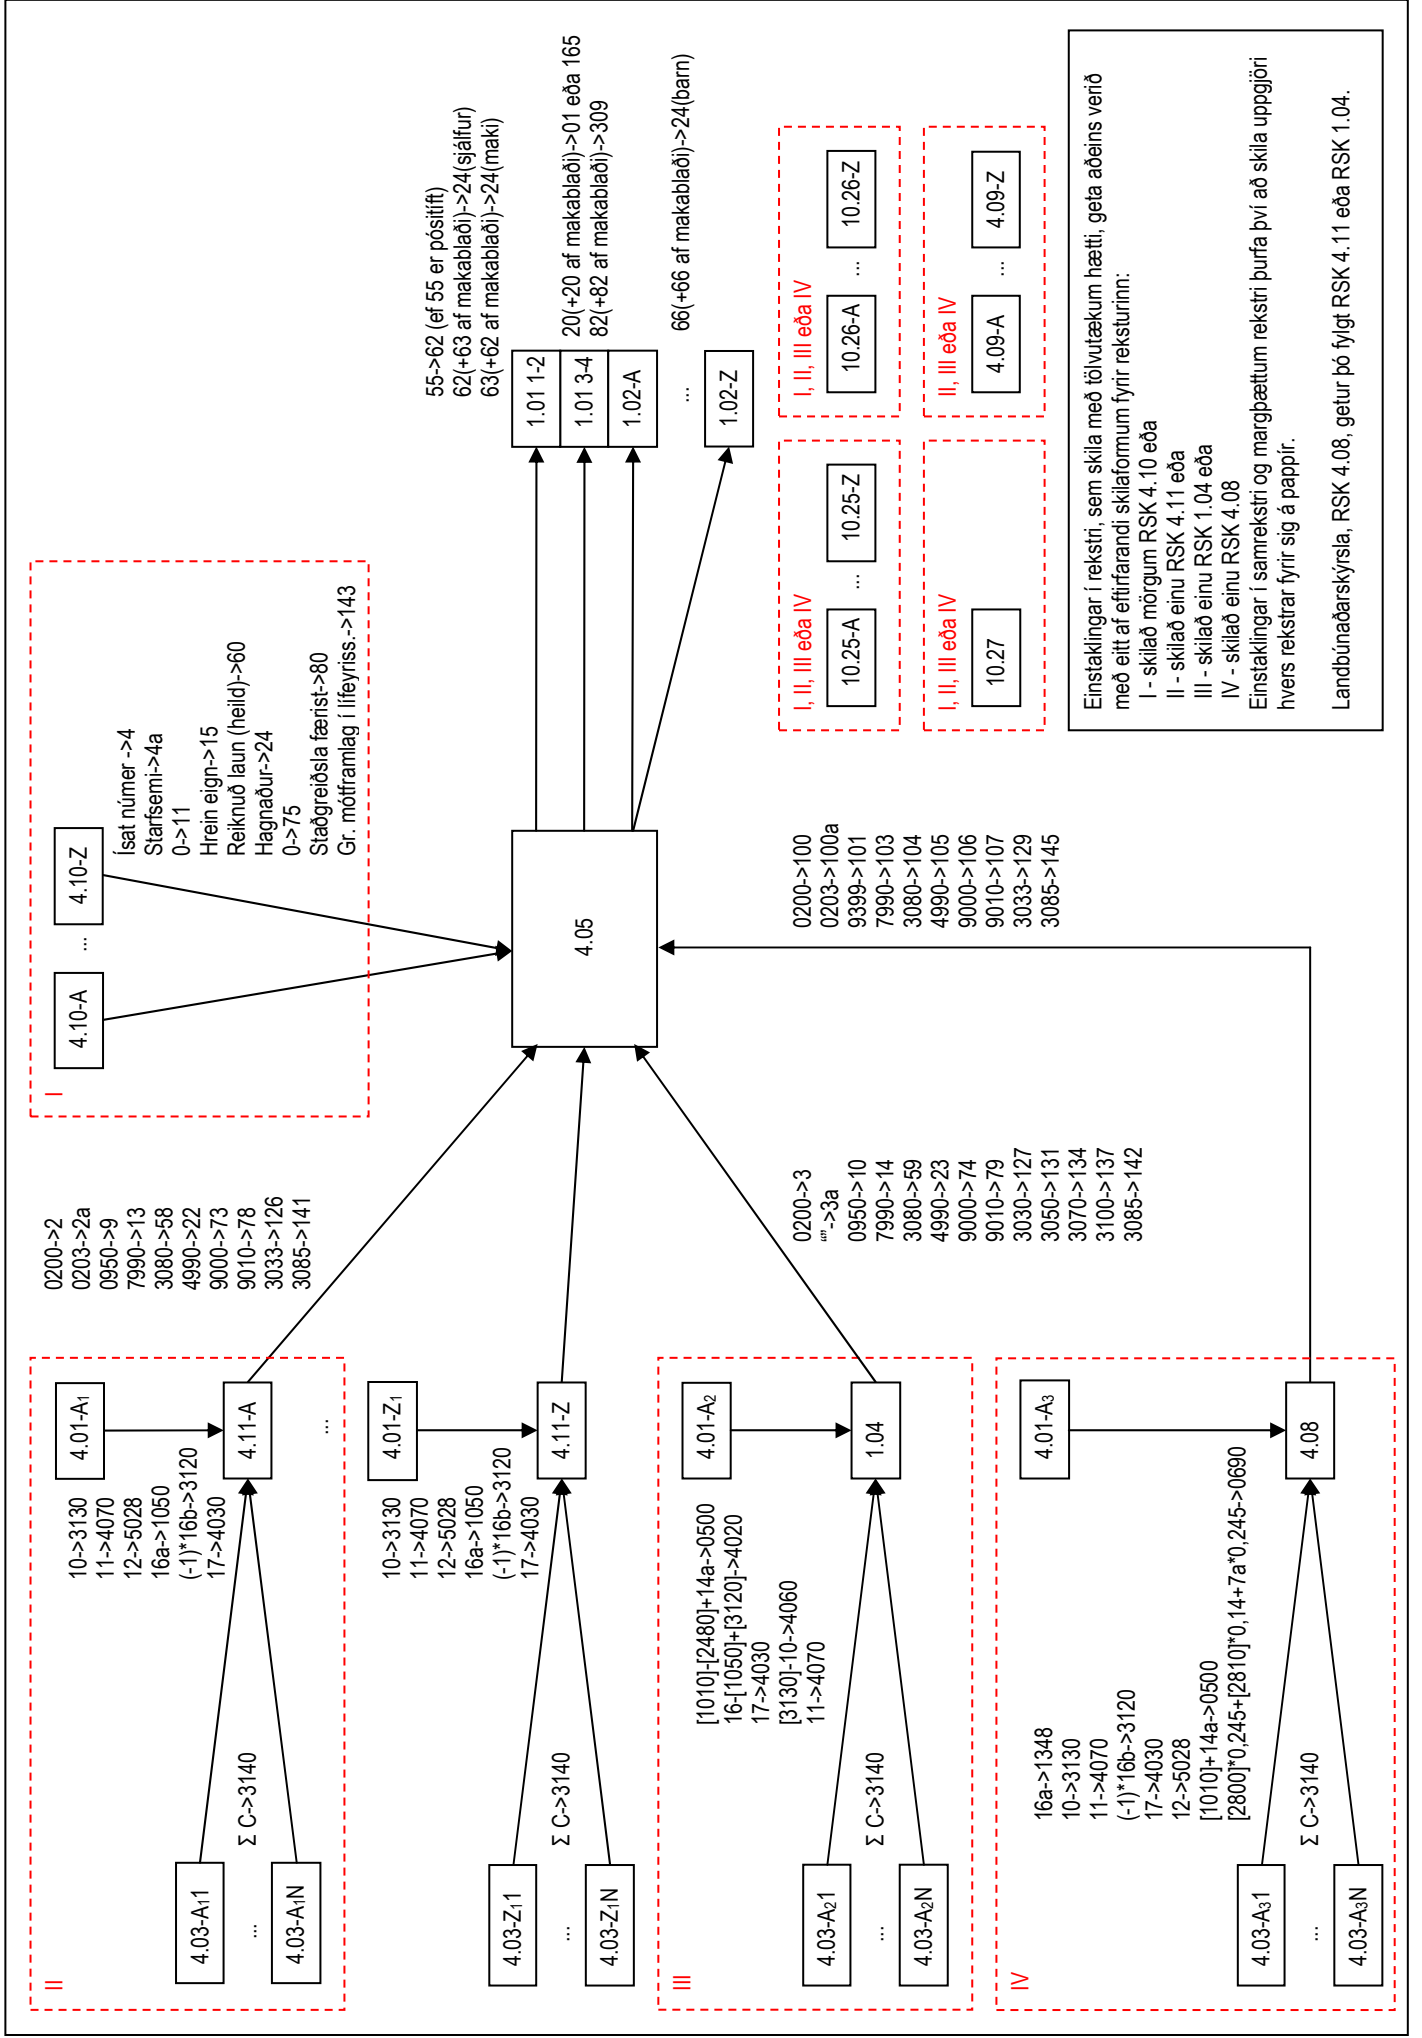 II
4.03-A₁1
...
4.03-A₁N
Σ C->3140
10->3130
11->4070
12->5028
16a->1050
(-1)*16b->3120
17->4030
4.01-A₁
4.11-A
...
0200->2
0203->2a
0950->9
7990->13
3080->58
4990->22
9000->73
9010->78
3033->126
3085->141
4.03-Z₁1
...
4.03-Z₁N
Σ C->3140
10->3130
11->4070
12->5028
16a->1050
(-1)*16b->3120
17->4030
4.01-Z₁
4.11-Z
III
4.03-A₂1
...
4.03-A₂N
Σ C->3140
[1010]-[2480]+14a->0500
16-[1050]+[3120]->4020
17->4030
[3130]-10->4060
11->4070
4.01-A₂
1.04
0200->3
“”->3a
0950->10
7990->14
3080->59
4990->23
9000->74
9010->79
3030->127
3050->131
3070->134
3100->137
3085->142
IV
4.03-A₃1
...
4.03-A₃N
Σ C->3140
16a->1348
10->3130
11->4070
(-1)*16b->3120
17->4030
12->5028
[1010]+14a->0500
[2800]*0,245+[2810]*0,14+7a*0,245->0690
4.01-A₃
4.08
0200->100
0203->100a
9399->101
7990->103
3080->104
4990->105
9000->106
9010->107
3033->129
3085->145
I
4.10-A
...
4.10-Z
Ísat númer ->4
Starfsemi->4a
0->11
Hrein eign->15
Reiknuð laun (heild)->60
Hagnaður->24
0->75
Staðgreiðsla færist->80
Gr. mótframlag í lífeyriss.->143
4.05
1.01 1-2
1.01 3-4
1.02-A
...
1.02-Z
55->62 (ef 55 er pósitíft)
62(+63 af makablaði)->24(sjálfur)
63(+62 af makablaði)->24(maki)
20(+20 af makablaði)->01 eða 165
82(+82 af makablaði)->309
66(+66 af makablaði)->24(barn)
I, II, III eða IV
10.25-A ... 10.25-Z
I, II, III eða IV
10.26-A ... 10.26-Z
I, II, III eða IV
10.27
II, III eða IV
4.09-A ... 4.09-Z
Einstaklingar í rekstri, sem skila með tölvutækum hætti, geta aðeins verið
með eitt af eftirfarandi skilaformum fyrir reksturinn:
I - skilað mörgum RSK 4.10 eða
II - skilað einu RSK 4.11 eða
III - skilað einu RSK 1.04 eða
IV - skilað einu RSK 4.08
Einstaklingar í samrekstri og margþættum rekstri þurfa því að skila uppgjöri
hvers rekstrar fyrir sig á pappír.
Landbúnaðarskýrsla, RSK 4.08, getur þó fylgt RSK 4.11 eða RSK 1.04.